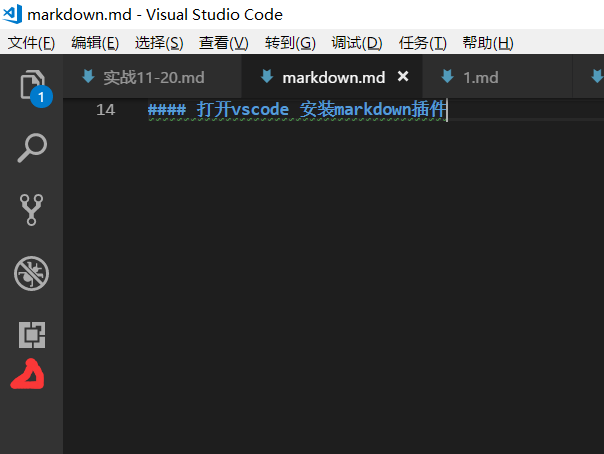 markdown.md - Visual Studio Code
文件(F) 编辑(E) 选择(S) 查看(V) 转到(G) 调试(D) 任务(T) 帮助(H)
实战11-20.md markdown.md × 1.md
1
14 #### 打开vscode 安装markdown插件